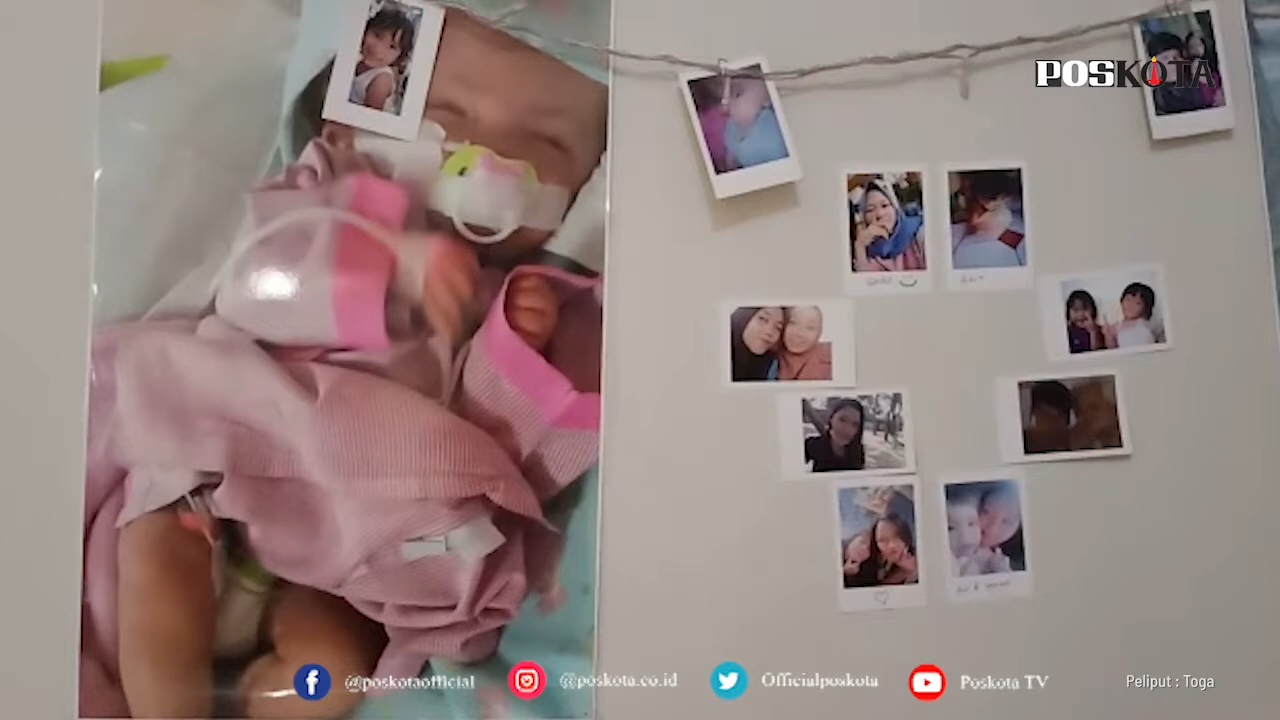 POSKOTA
@poskotaofficial
@poskota.co.id
Officialposkota
Poskota TV
Peliput : Toga